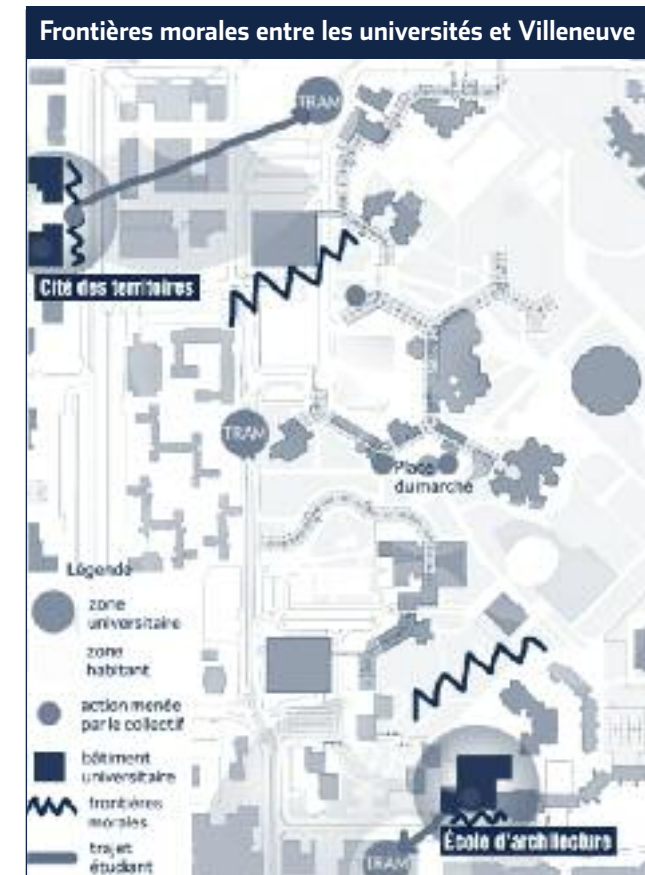 Frontières morales entre les universités et Villeneuve
TRAM
Cité des territoires
TRAM
Place
du marché
Légende
zone
universitaire
zone
habitant
action menée
par le collectif
bâtiment
universitaire
frontières
morales
trajet
étudiant
École d'architecture
TRAM